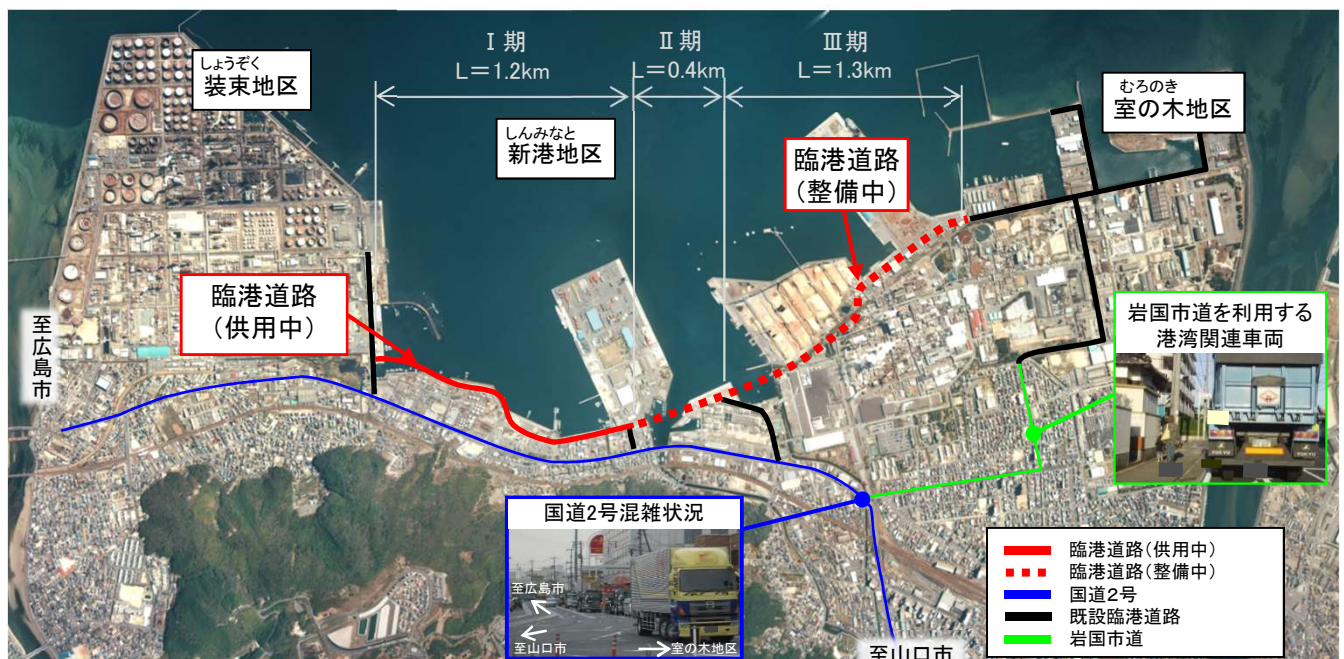 Ⅰ期
L=1.2km
Ⅱ期
L=0.4km
Ⅲ期
L=1.3km
しょうぞく
装束地区
しんみなと
新港地区
むろのき
室の木地区
臨港道路
(整備中)
臨港道路
(供用中)
至広島市
岩国市道を利用する
港湾関連車両
国道2号混雑状況
至広島市
至山口市
室の木地区
至山口市
臨港道路(供用中)
臨港道路(整備中)
国道2号
既設臨港道路
岩国市道